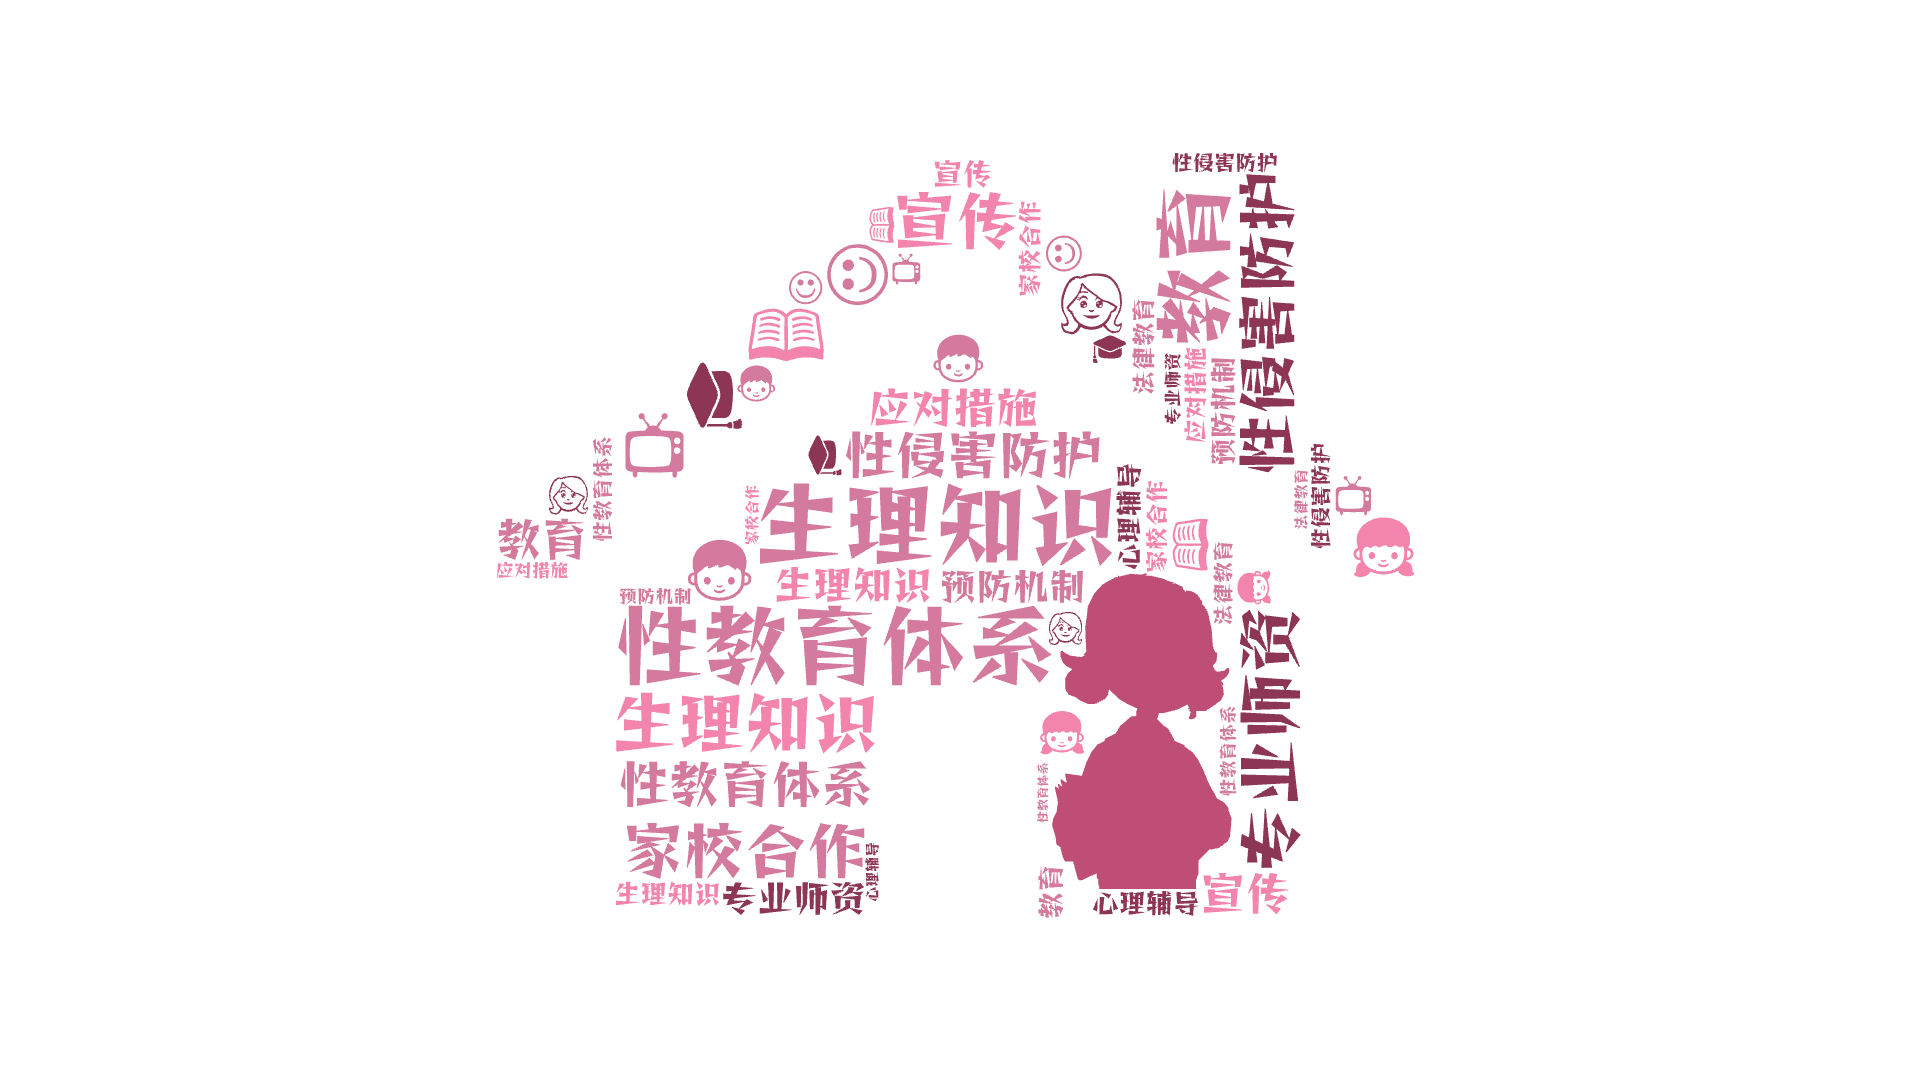 性侵害防护
宣传
宣传
家校合作
教育
性侵害防护
法律教育
专业师资
应对措施
预防机制
应对措施
性侵害防护
性教育体系
教育
应对措施
家校合作
生理知识
心理辅导
家校合作
法律教育
性侵害防护
生理知识
预防机制
法律教育
预防机制
性教育体系
专业师资
生理知识
性教育体系
性教育体系
性教育体系
家校合作
心理辅导
生理知识
专业师资
教育
心理辅导
宣传